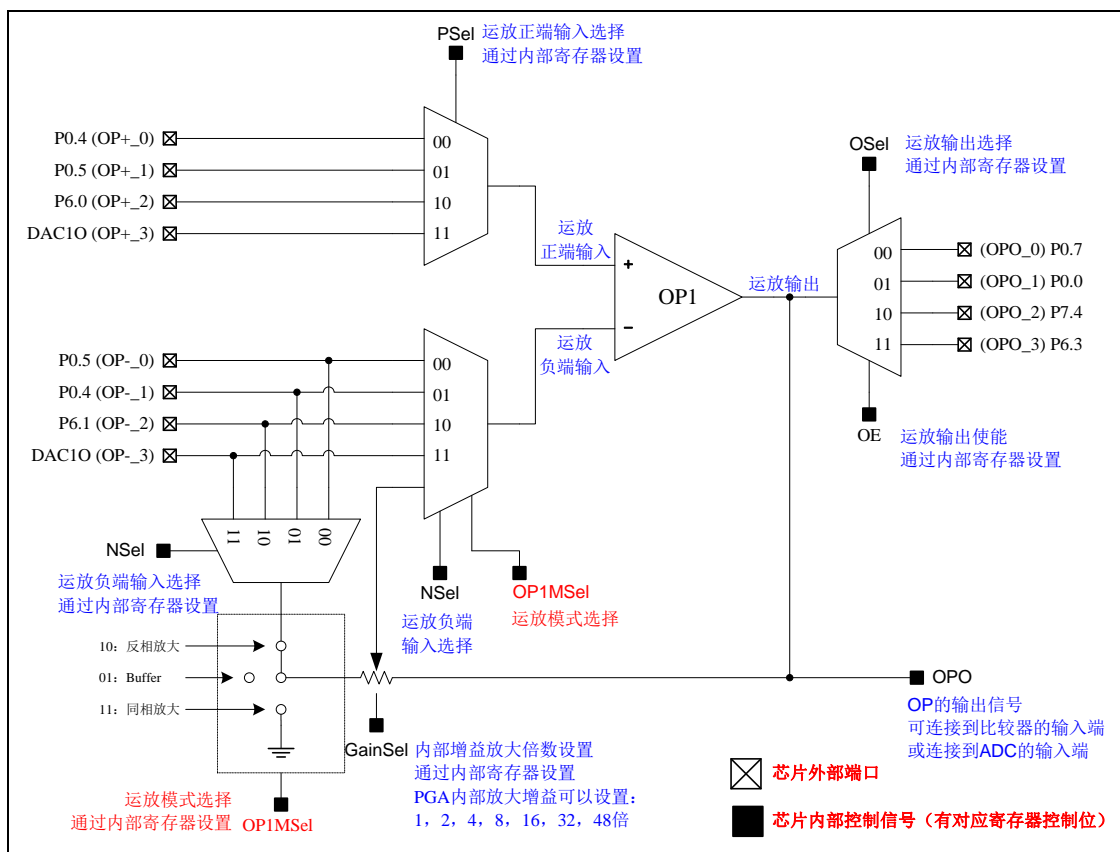 PSel
运放正端输入选择
通过内部寄存器设置
P0.4 (OP+_0)
P0.5 (OP+_1)
P6.0 (OP+_2)
DAC1O (OP+_3)
00
01
10
11
运放
正端输入
OSel
运放输出选择
通过内部寄存器设置
+
OP1
−
运放输出
00
01
10
11
(OPO_0) P0.7
(OPO_1) P0.0
(OPO_2) P7.4
(OPO_3) P6.3
OE
运放输出使能
通过内部寄存器设置
运放
负端输入
P0.5 (OP-_0)
P0.4 (OP-_1)
P6.1 (OP-_2)
DAC1O (OP-_3)
00
01
10
11
11
10
01
00
NSel
运放负端输入选择
通过内部寄存器设置
NSel
运放负端
输入选择
OP1MSel
运放模式选择
10：反相放大
01：Buffer
11：同相放大
运放模式选择
通过内部寄存器设置
OP1MSel
GainSel
内部增益放大倍数设置
通过内部寄存器设置
PGA内部放大增益可以设置：
1，2，4，8，16，32，48倍
OPO
OP的输出信号
可连接到比较器的输入端
或连接到ADC的输入端
芯片外部端口
芯片内部控制信号（有对应寄存器控制位）